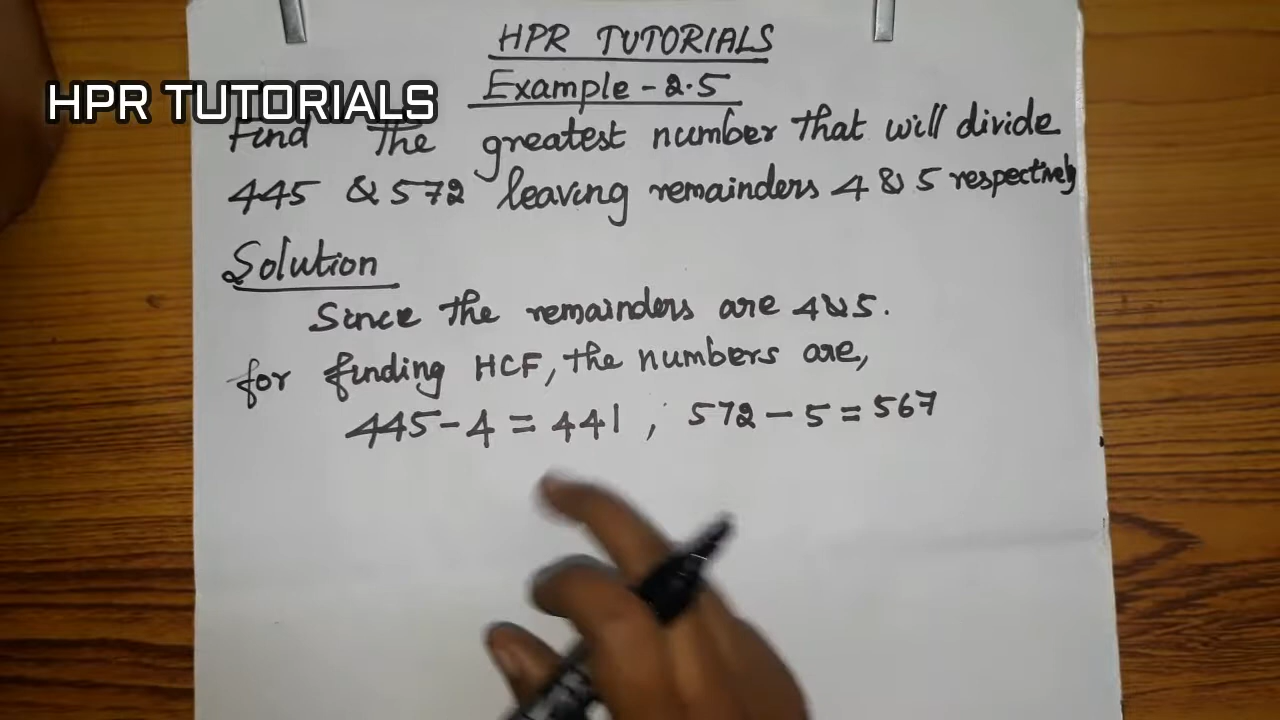 HPR TUTORIALS
Example - 2.5
HPR TUTORIALS
Find the greatest number that will divide
445 & 572 leaving remainders 4 & 5 respectively
Solution
Since the remainders are 4 & 5.
for finding HCF, the numbers are,
445 - 4 = 441 ; 572 - 5 = 567